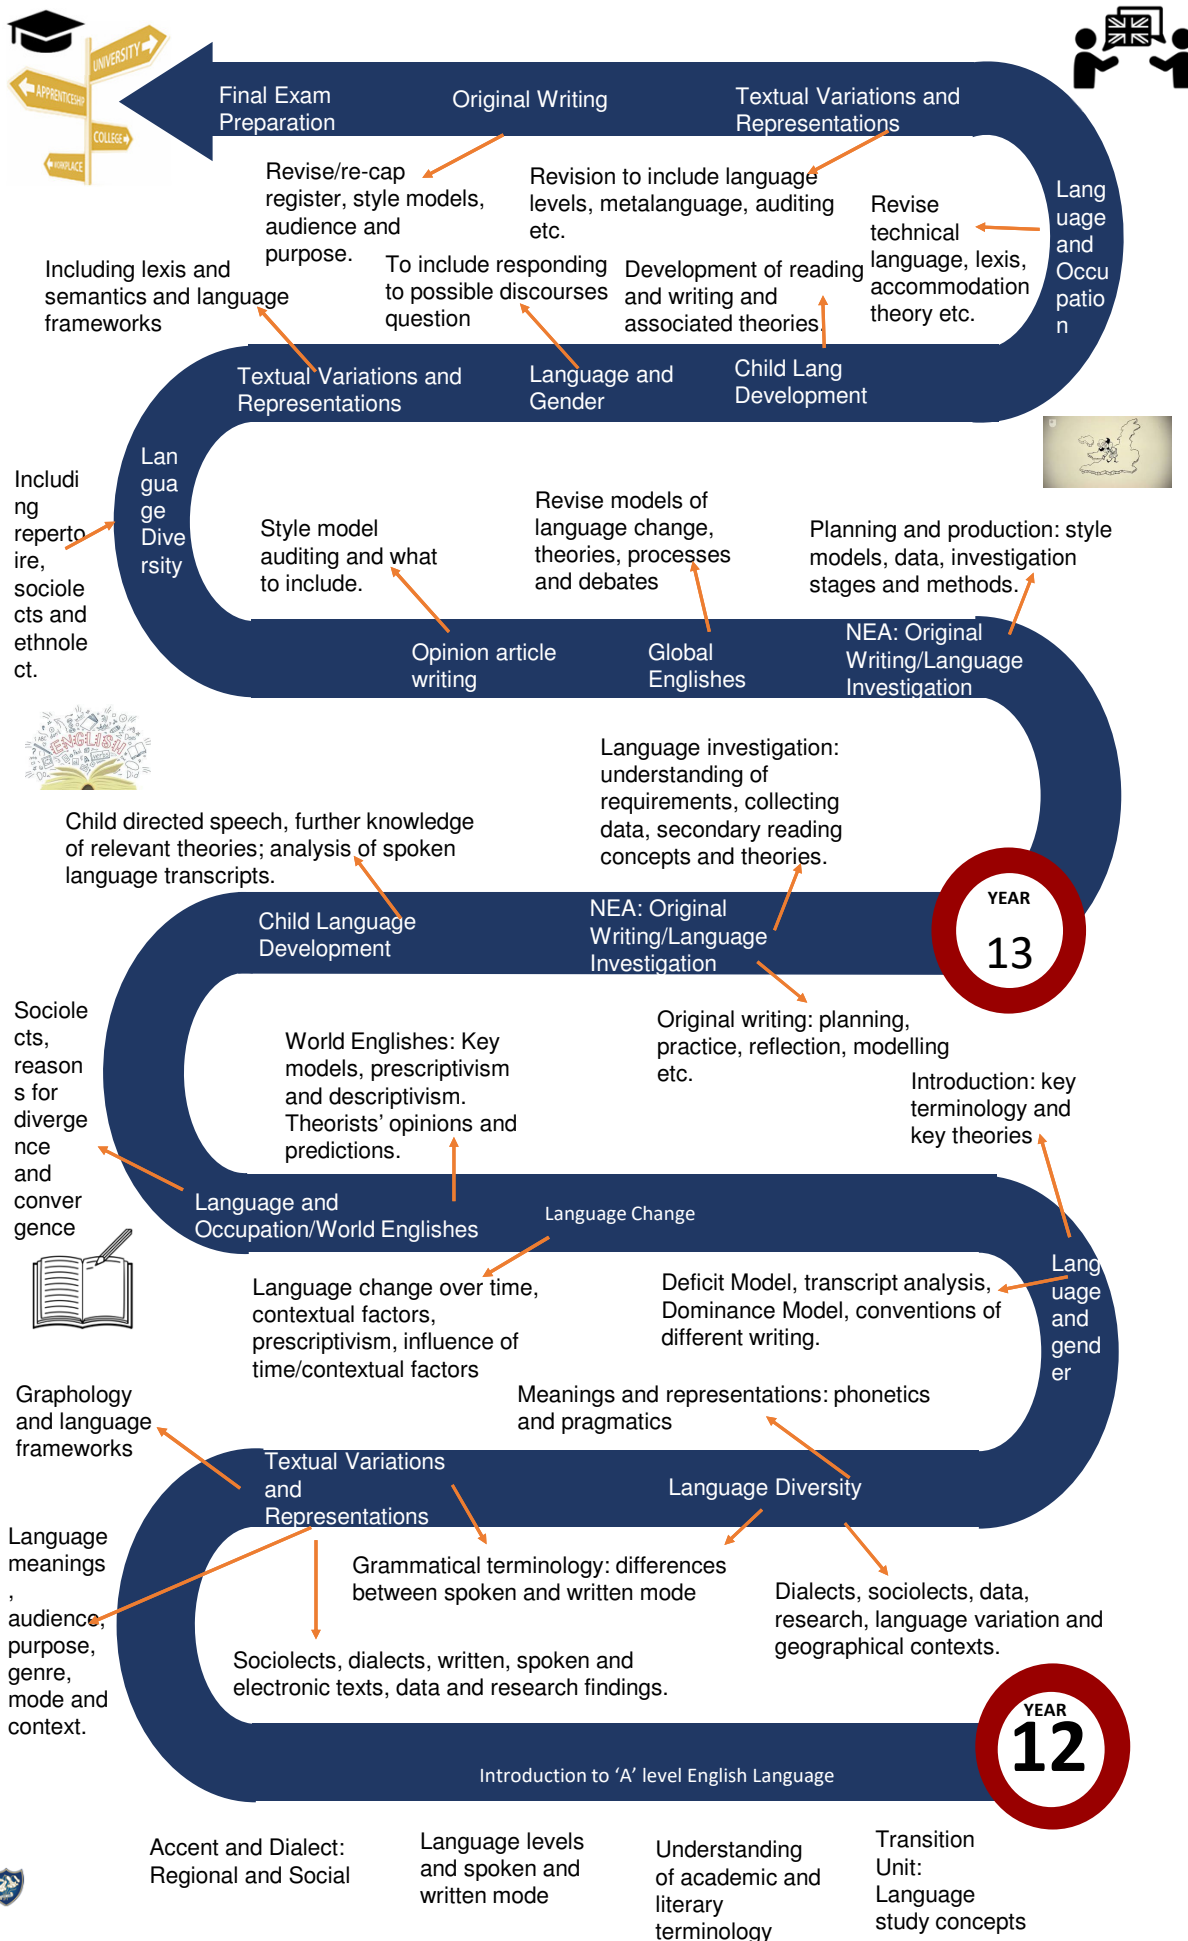 UNIVERSITY
APPRENTICESHIP
COLLEGE
WORKPLACE
Final Exam
Preparation
Original Writing
Textual Variations and
Representations
Revise/re-cap
register, style models,
audience and
purpose.
Revision to include language
levels, metalanguage, auditing
etc.
Revise
technical
language, lexis,
accommodation
theory etc.
Lang
uage
and
Occu
patio
n
Including lexis and
semantics and language
frameworks
To include responding
to possible discourses
question
Development of reading
and writing and
associated theories.
Textual Variations and
Representations
Language and
Gender
Child Lang
Development
Lan
gua
ge
Dive
rsity
Includi
ng
reperto
ire,
sociole
cts and
ethnole
ct.
Style model
auditing and what
to include.
Revise models of
language change,
theories, processes
and debates
Planning and production: style
models, data, investigation
stages and methods.
Opinion article
writing
Global
Englishes
NEA: Original
Writing/Language
Investigation
ENGLISH
Language investigation:
understanding of
requirements, collecting
data, secondary reading
concepts and theories.
Child directed speech, further knowledge
of relevant theories; analysis of spoken
language transcripts.
Child Language
Development
NEA: Original
Writing/Language
Investigation
YEAR
13
Sociole
cts,
reason
s for
diverge
nce
and
conver
gence
World Englishes: Key
models, prescriptivism
and descriptivism.
Theorists’ opinions and
predictions.
Original writing: planning,
practice, reflection, modelling
etc.
Introduction: key
terminology and
key theories
Language and
Occupation/World Englishes
Language Change
Language change over time,
contextual factors,
prescriptivism, influence of
time/contextual factors
Deficit Model, transcript analysis,
Dominance Model, conventions of
different writing.
Lang
uage
and
gend
er
Graphology
and language
frameworks
Meanings and representations: phonetics
and pragmatics
Textual Variations
and
Representations
Language Diversity
Language
meanings
,
audience,
purpose,
genre,
mode and
context.
Grammatical terminology: differences
between spoken and written mode
Dialects, sociolects, data,
research, language variation and
geographical contexts.
Sociolects, dialects, written, spoken and
electronic texts, data and research findings.
YEAR
12
Introduction to ‘A’ level English Language
Accent and Dialect:
Regional and Social
Language levels
and spoken and
written mode
Understanding
of academic and
literary
terminology
Transition
Unit:
Language
study concepts